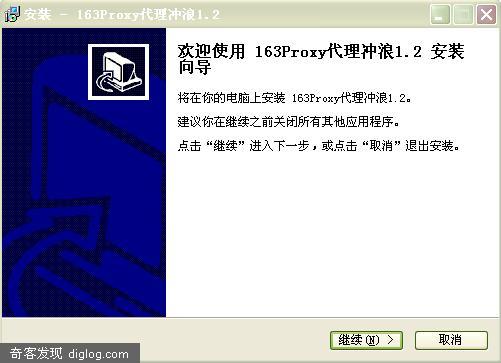 安装 - 163Proxy代理冲浪1.2
欢迎使用 163Proxy代理冲浪1.2 安装
向导
将在你的电脑上安装 163Proxy代理冲浪1.2。
建议你在继续之前关闭所有其他应用程序。
点击“继续”进入下一步，或点击“取消”退出安装。
继续(N) >
取消
奇客发现 diglog.com